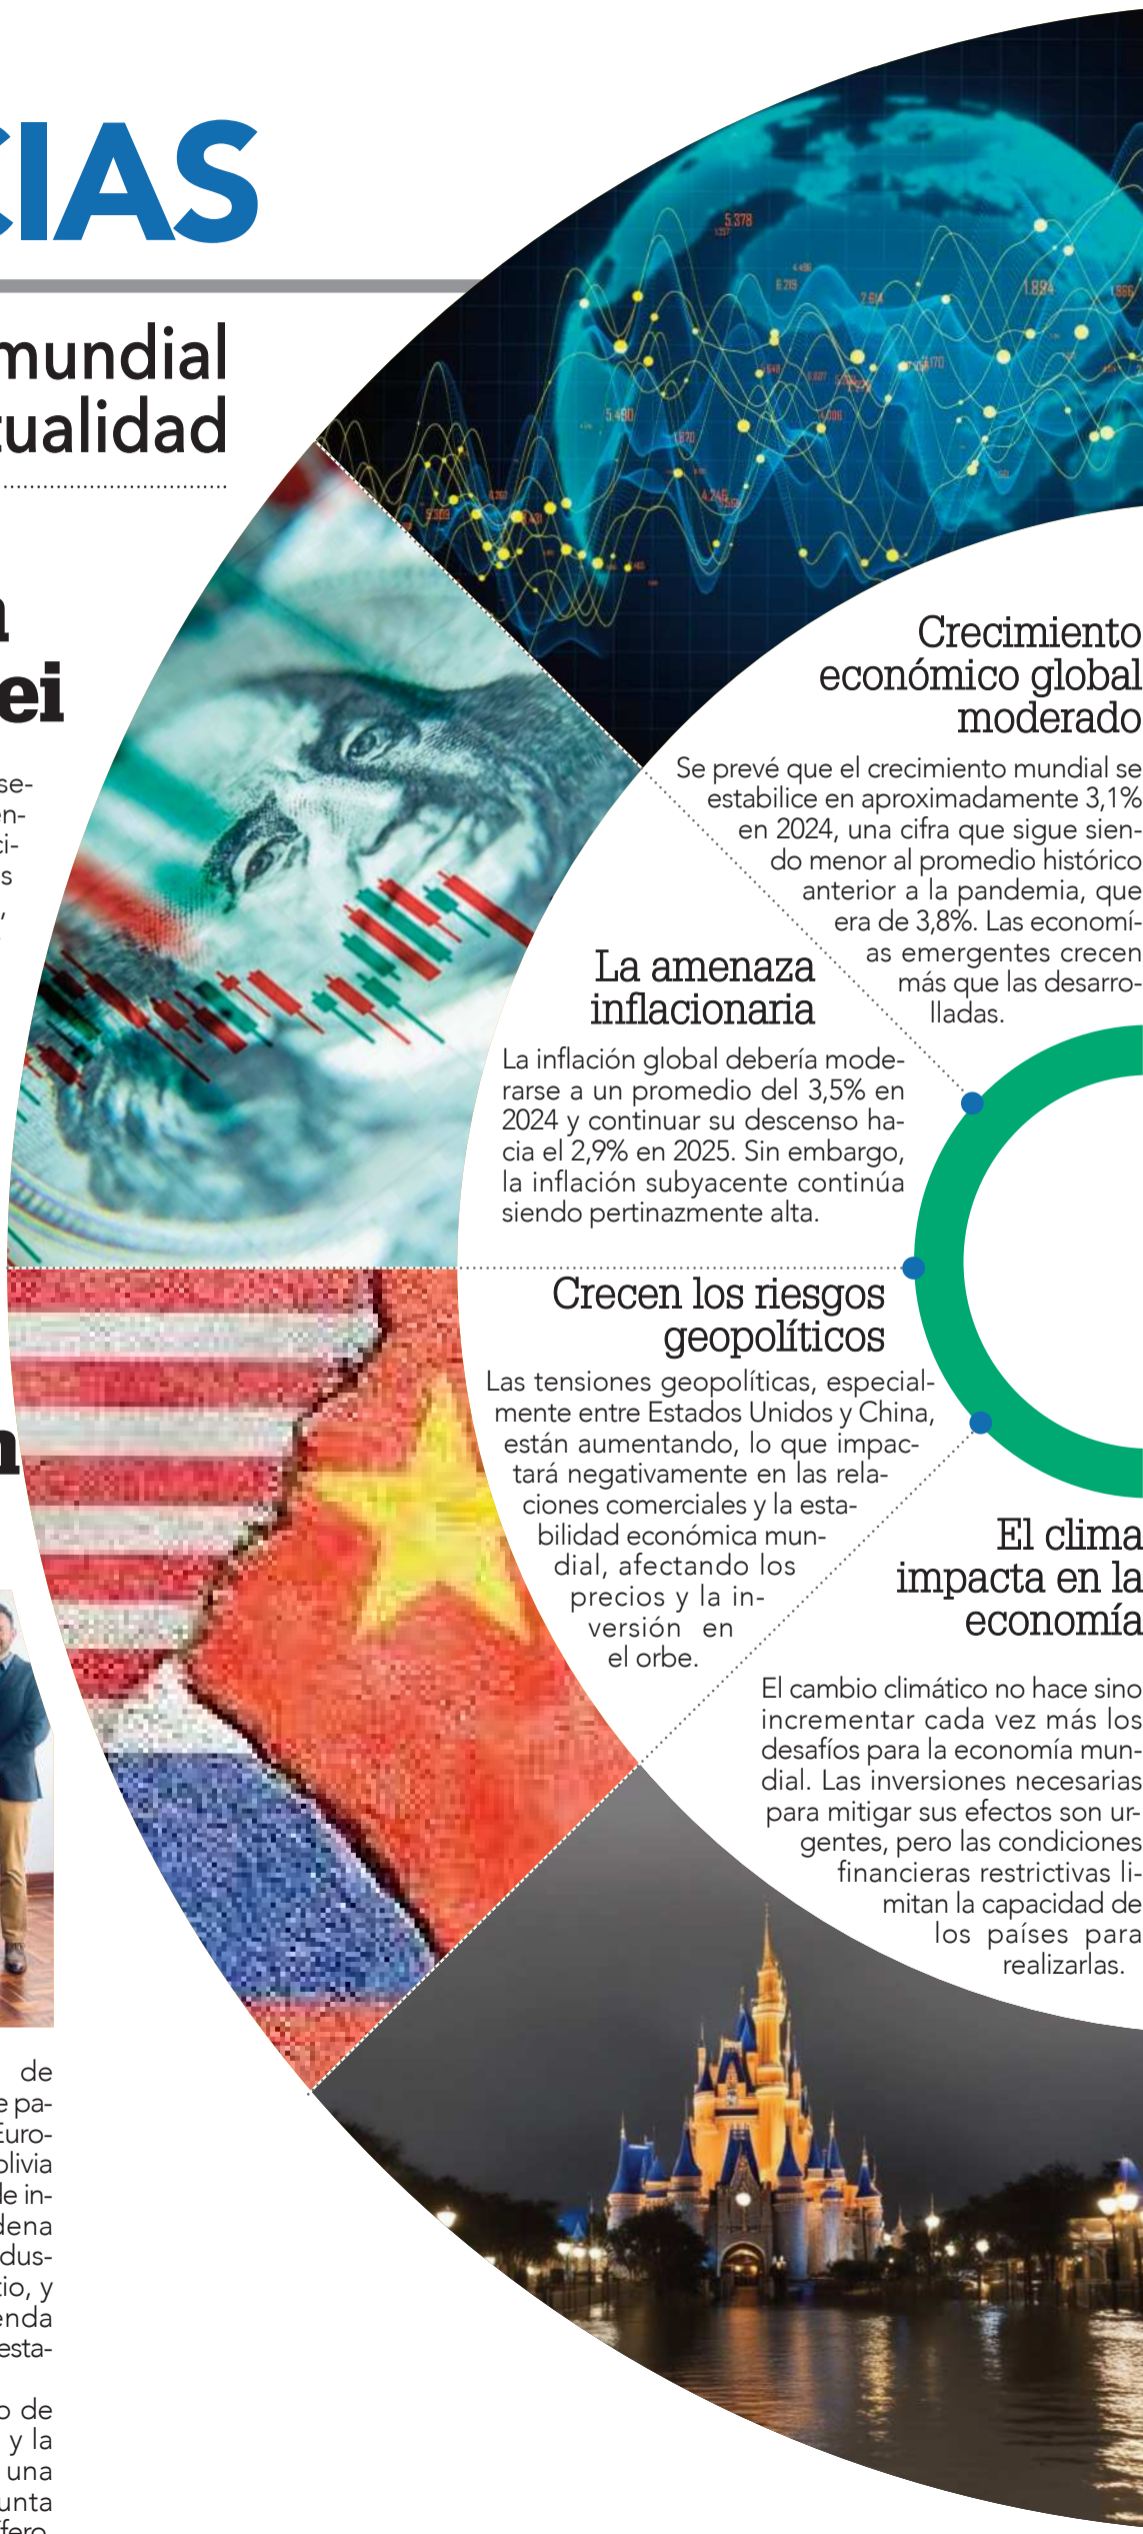 CIAS
mundial
tualidad
ei
se-
en-
ci-
s
,
Crecimiento
económico global
moderado
Se prevé que el crecimiento mundial se
estabilice en aproximadamente 3,1%
en 2024, una cifra que sigue sien-
do menor al promedio histórico
anterior a la pandemia, que
era de 3,8%. Las economí-
as emergentes crecen
más que las desarro-
lladas.
La amenaza
inflacionaria
La inflación global debería mode-
rarse a un promedio del 3,5% en
2024 y continuar su descenso ha-
cia el 2,9% en 2025. Sin embargo,
la inflación subyacente continúa
siendo pertinazmente alta.
Crecen los riesgos
geopolíticos
Las tensiones geopolíticas, especial-
mente entre Estados Unidos y China,
están aumentando, lo que impac-
tará negativamente en las rela-
ciones comerciales y la esta-
bilidad económica mun-
dial, afectando los
precios y la in-
versión en
el orbe.
El clima
impacta en la
economía
El cambio climático no hace sino
incrementar cada vez más los
desafíos para la economía mun-
dial. Las inversiones necesarias
para mitigar sus efectos son ur-
gentes, pero las condiciones
financieras restrictivas li-
mitan la capacidad de
los países para
realizarlas.
de
e pa-
Euro-
olivia
de in-
dena
dus-
tio, y
enda
esta-
o de
y la
una
unta
fero